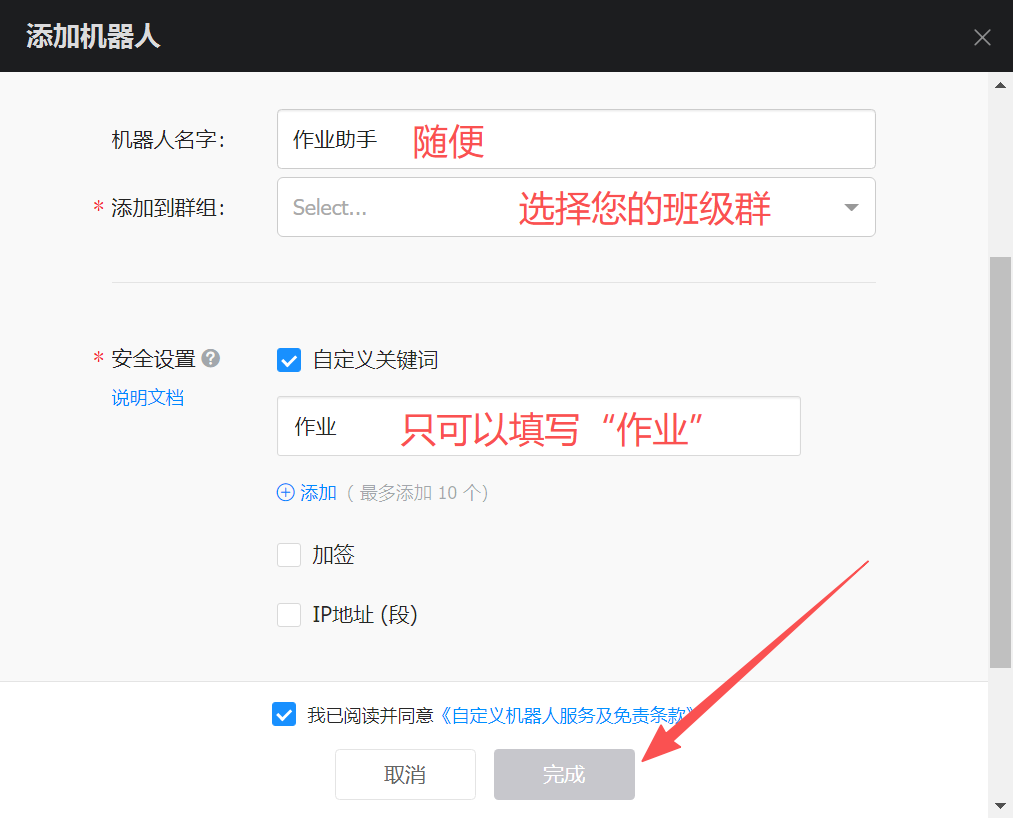 添加机器人
机器人名字: 作业助手 随便
* 添加到群组: Select... 选择您的班级群
* 安全设置 ? 自定义关键词
说明文档
作业 只可以填写“作业”
添加 ( 最多添加 10 个)
加签
IP地址 (段)
我已阅读并同意《自定义机器人服务及免责条款》
取消 完成